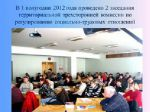 В 1 полугодии 2012 года проведено 2 заседания
территориальной трехсторонней комиссии по
регулированию социально-трудовых отношений